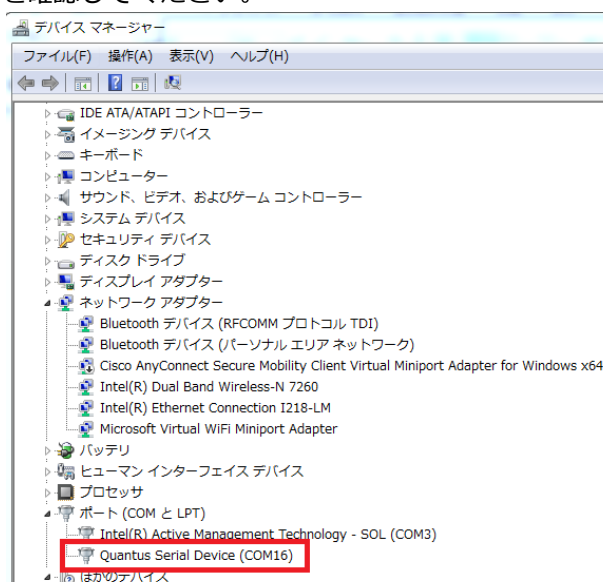 ご確認してください。
デバイス マネージャー
ファイル(F) 操作(A) 表示(V) ヘルプ(H)
IDE ATA/ATAPI コントローラー
イメージング デバイス
キーボード
コンピューター
サウンド、ビデオ、およびゲーム コントローラー
システム デバイス
セキュリティ デバイス
ディスク ドライブ
ディスプレイ アダプター
ネットワーク アダプター
Bluetooth デバイス (RFCOMM プロトコル TDI)
Bluetooth デバイス (パーソナル エリア ネットワーク)
Cisco AnyConnect Secure Mobility Client Virtual Miniport Adapter for Windows x64
Intel(R) Dual Band Wireless-N 7260
Intel(R) Ethernet Connection I218-LM
Microsoft Virtual WiFi Miniport Adapter
バッテリ
ヒューマン インターフェイス デバイス
プロセッサ
ポート (COM と LPT)
Intel(R) Active Management Technology - SOL (COM3)
Quantus Serial Device (COM16)
ほかのデバイス